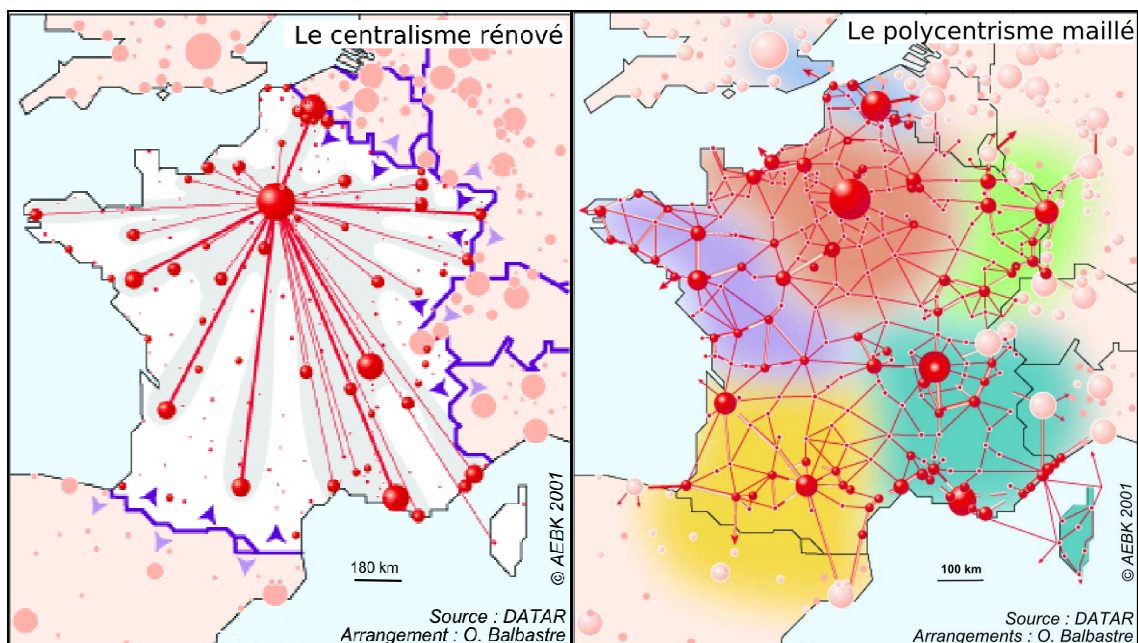 Le centralisme rénové
180 km
© AEBK 2001
Source : DATAR
Arrangement : O. Balbastre
Le polycentrisme maillé
100 km
© AEBK 2001
Source : DATAR
Arrangements : O. Balbastre